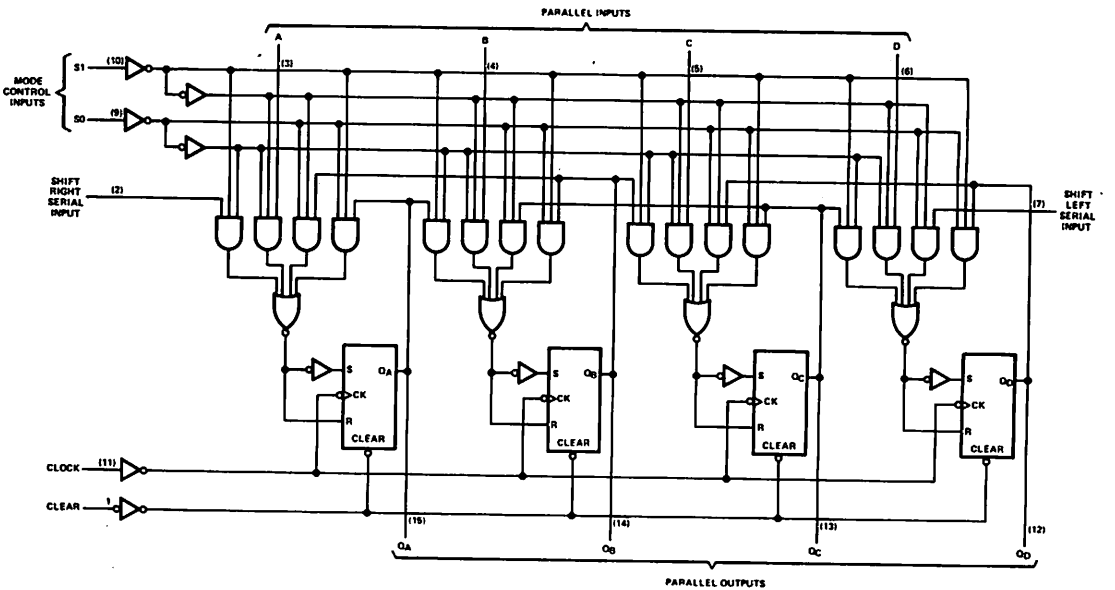 PARALLEL INPUTS
A
B
C
D
MODE
CONTROL
INPUTS
S1
(10)
(3)
(4)
(5)
(6)
S0
(9)
SHIFT
RIGHT
SERIAL
INPUT
(2)
(7)
SHIFT
LEFT
SERIAL
INPUT
S
QA
CK
R
CLEAR
S
QB
CK
R
CLEAR
S
QC
CK
R
CLEAR
S
QD
CK
R
CLEAR
CLOCK
(11)
CLEAR
1
(15)
(14)
(13)
(12)
QA
QB
QC
QD
PARALLEL OUTPUTS